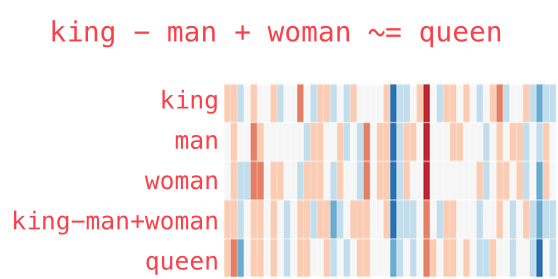 king − man + woman ~= queen
king
man
woman
king−man+woman
queen